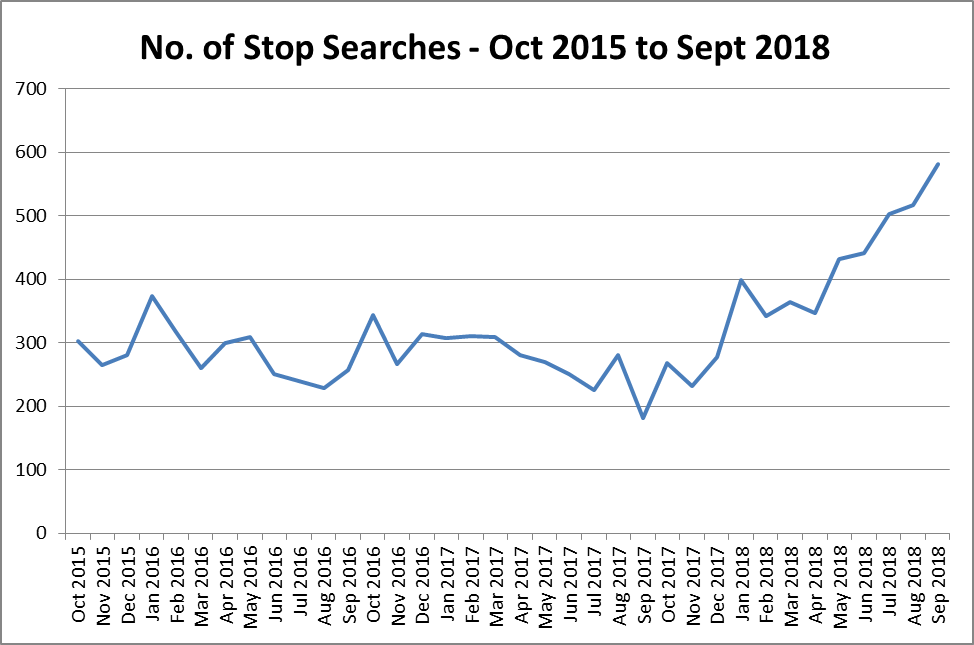 No. of Stop Searches - Oct 2015 to Sept 2018
700
600
500
400
300
200
100
0
Oct 2015
Nov 2015
Dec 2015
Jan 2016
Feb 2016
Mar 2016
Apr 2016
May 2016
Jun 2016
Jul 2016
Aug 2016
Sep 2016
Oct 2016
Nov 2016
Dec 2016
Jan 2017
Feb 2017
Mar 2017
Apr 2017
May 2017
Jun 2017
Jul 2017
Aug 2017
Sep 2017
Oct 2017
Nov 2017
Dec 2017
Jan 2018
Feb 2018
Mar 2018
Apr 2018
May 2018
Jun 2018
Jul 2018
Aug 2018
Sep 2018